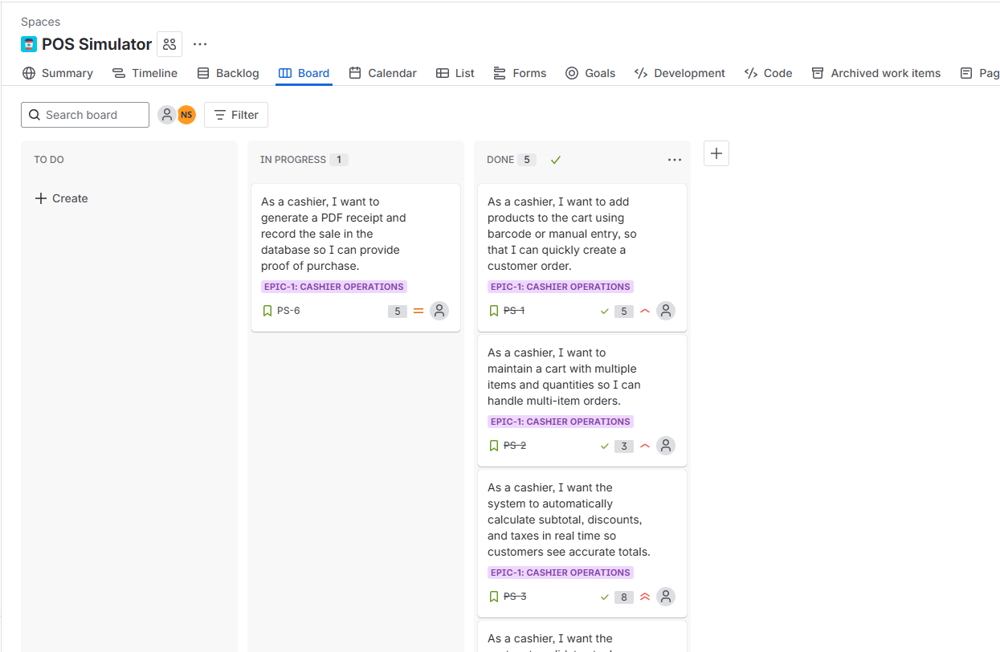 Spaces
POS Simulator
Summary Timeline Backlog Board Calendar List Forms Goals Development Code Archived work items Pag
Search board NS Filter
TO DO
Create
IN PROGRESS 1
As a cashier, I want to
generate a PDF receipt and
record the sale in the
database so I can provide
proof of purchase.
EPIC-1: CASHIER OPERATIONS
PS-6 5
DONE 5
As a cashier, I want to add
products to the cart using
barcode or manual entry, so
that I can quickly create a
customer order.
EPIC-1: CASHIER OPERATIONS
PS-1 5
As a cashier, I want to
maintain a cart with multiple
items and quantities so I can
handle multi-item orders.
EPIC-1: CASHIER OPERATIONS
PS-2 3
As a cashier, I want the
system to automatically
calculate subtotal, discounts,
and taxes in real time so
customers see accurate totals.
EPIC-1: CASHIER OPERATIONS
PS-3 8
As a cashier, I want the